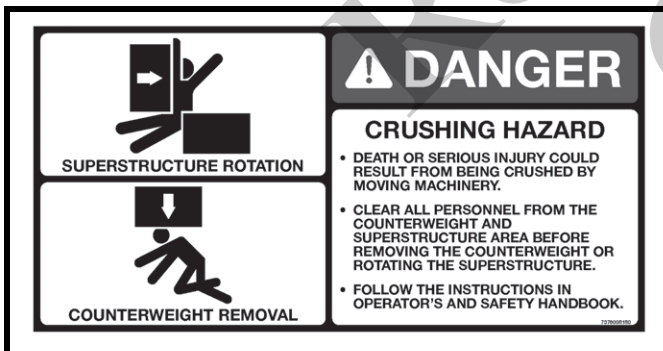 SUPERSTRUCTURE ROTATION
COUNTERWEIGHT REMOVAL
DANGER
CRUSHING HAZARD
• DEATH OR SERIOUS INJURY COULD
RESULT FROM BEING CRUSHED BY
MOVING MACHINERY.
• CLEAR ALL PERSONNEL FROM THE
COUNTERWEIGHT AND
SUPERSTRUCTURE AREA BEFORE
REMOVING THE COUNTERWEIGHT OR
ROTATING THE SUPERSTRUCTURE.
• FOLLOW THE INSTRUCTIONS IN
OPERATOR'S AND SAFETY HANDBOOK.